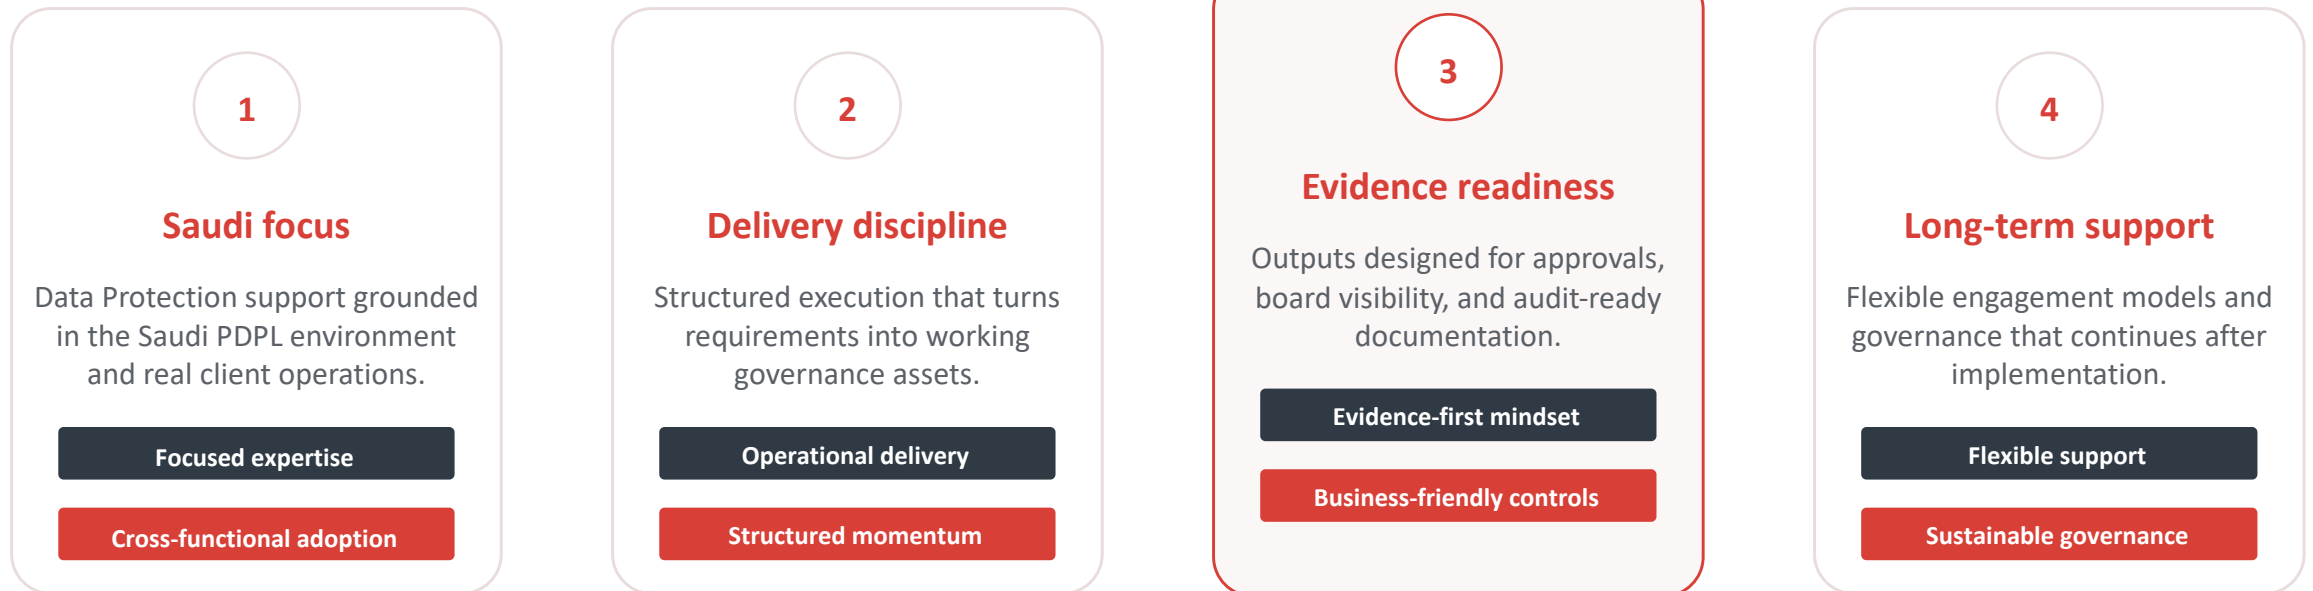 1
Saudi focus
Data Protection support grounded
in the Saudi PDPL environment
and real client operations.
Focused expertise
Cross-functional adoption
2
Delivery discipline
Structured execution that turns
requirements into working
governance assets.
Operational delivery
Structured momentum
3
Evidence readiness
Outputs designed for approvals,
board visibility, and audit-ready
documentation.
Evidence-first mindset
Business-friendly controls
4
Long-term support
Flexible engagement models and
governance that continues after
implementation.
Flexible support
Sustainable governance